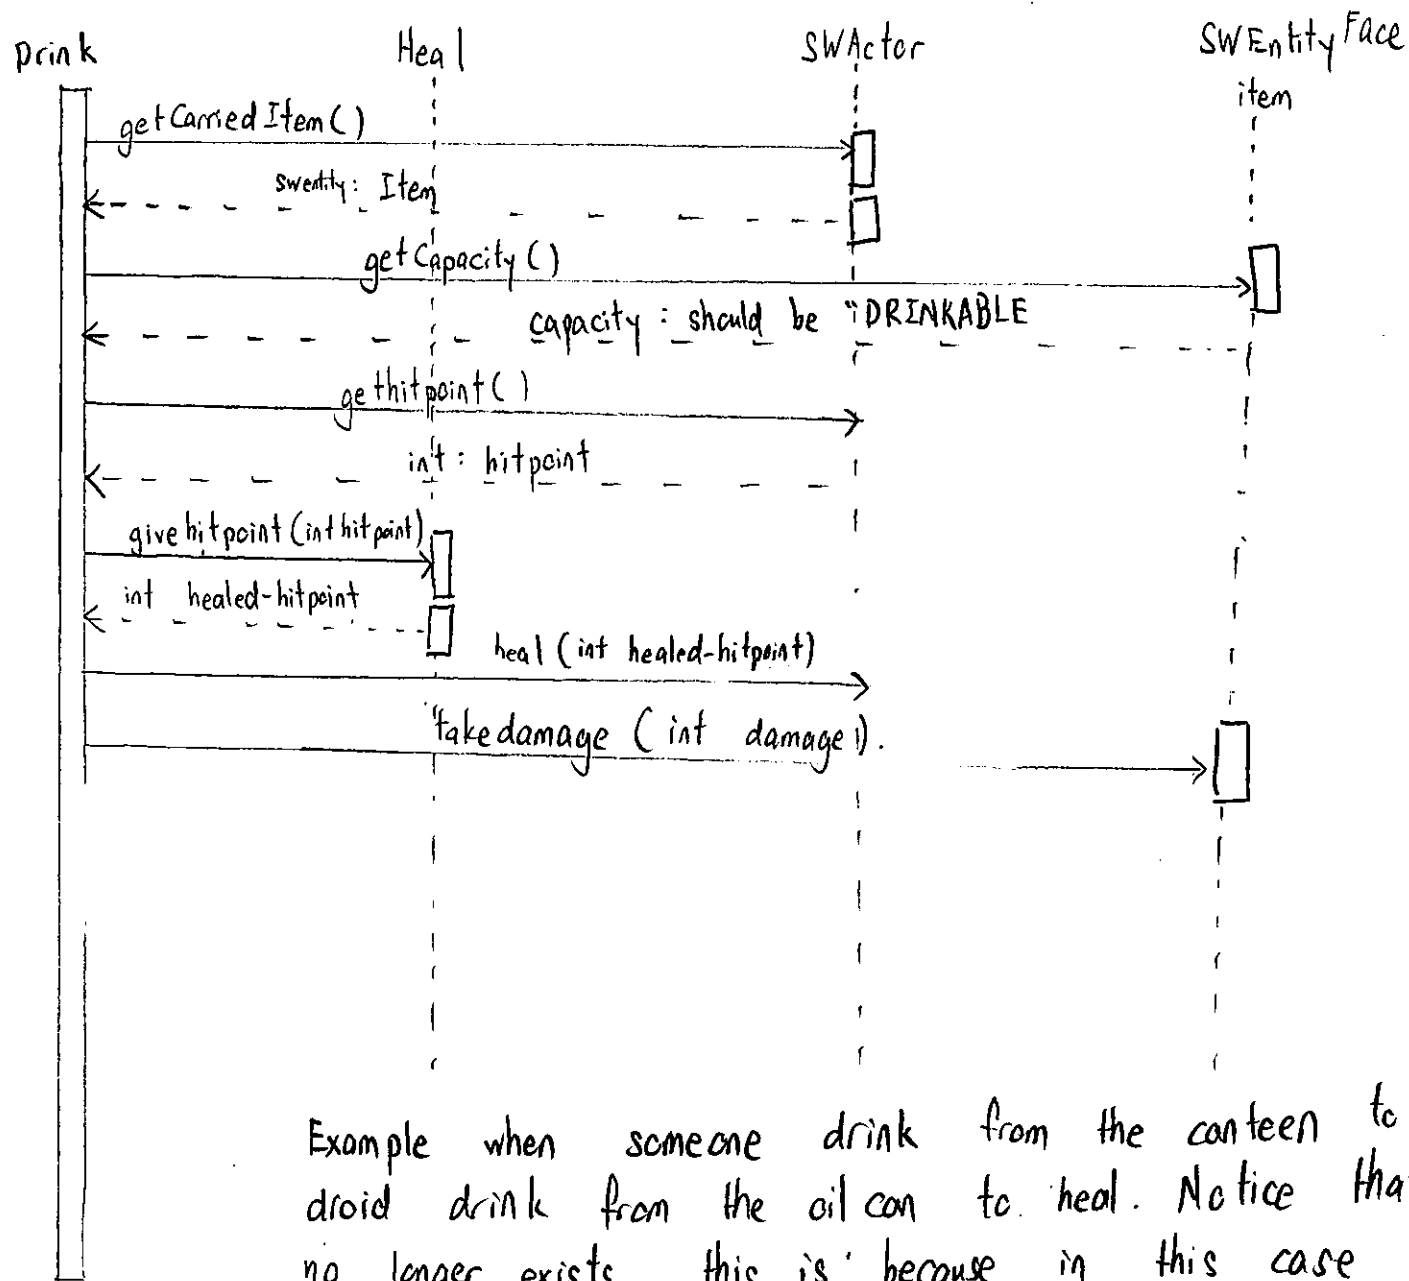 Drink Heal SWActor SWEntityFace
item
getCarriedItem()
swentity: Item
getCapacity()
capacity : should be "DRINKABLE
gethitpoint()
int : hitpoint
givehitpoint(int hitpoint)
int healed-hitpoint
heal (int healed-hitpoint)
takedamage (int damage).
Example when someone drink from the canteen to
droid drink from the oil can to heal. Notice tha
no longer exists this is because in this case